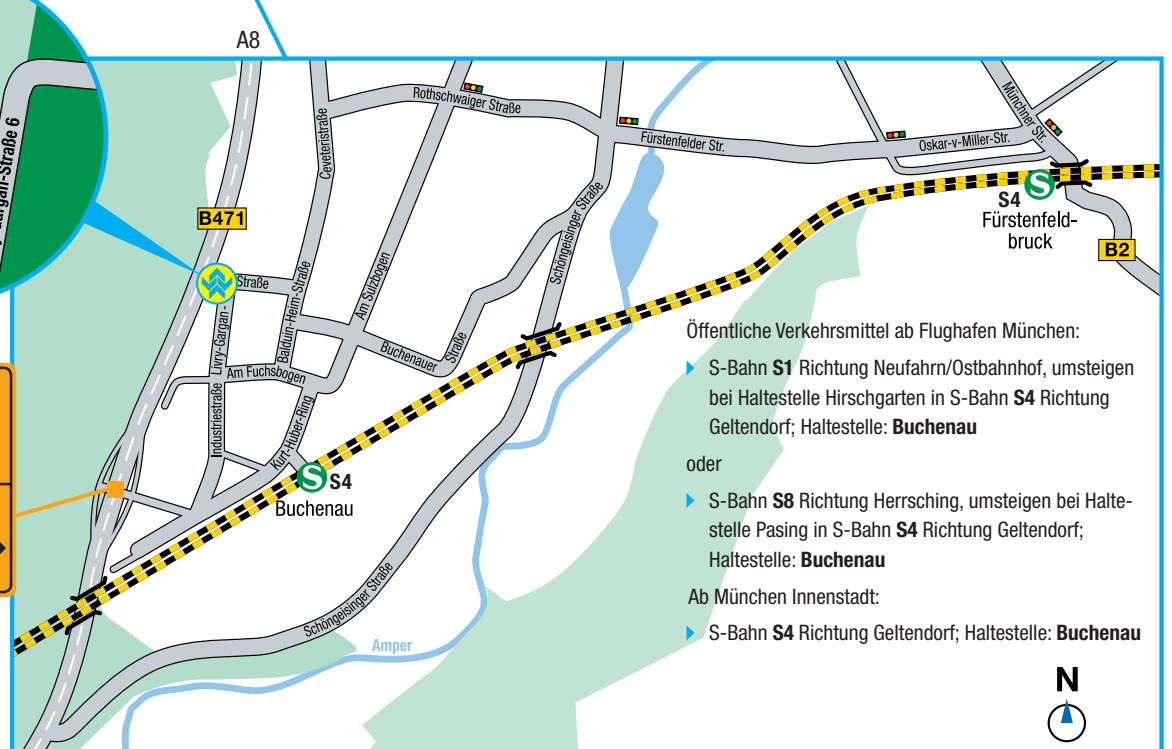 A8
-Straße 6
B471
Rothschwaiger Straße
Ceveteristraße
Fürstenfelder Str.
Oskar-v-Miller-Str.
Münchner Str.
S S4
Fürstenfeld-
bruck
B2
Straße
Livry-Gargan-
Balduin-Heim-Straße
Am Sulzbogen
Schöngeisinger Straße
Buchenauer
Straße
Am Fuchsbogen
Industriestraße
Kurt-Huber-Ring
S S4
Buchenau
Schöngeisinger Straße
Amper
Öffentliche Verkehrsmittel ab Flughafen München:
S-Bahn S1 Richtung Neufahrn/Ostbahnhof, umsteigen
bei Haltestelle Hirschgarten in S-Bahn S4 Richtung
Geltendorf; Haltestelle: Buchenau
oder
S-Bahn S8 Richtung Herrsching, umsteigen bei Halte-
stelle Pasing in S-Bahn S4 Richtung Geltendorf;
Haltestelle: Buchenau
Ab München Innenstadt:
S-Bahn S4 Richtung Geltendorf; Haltestelle: Buchenau
N